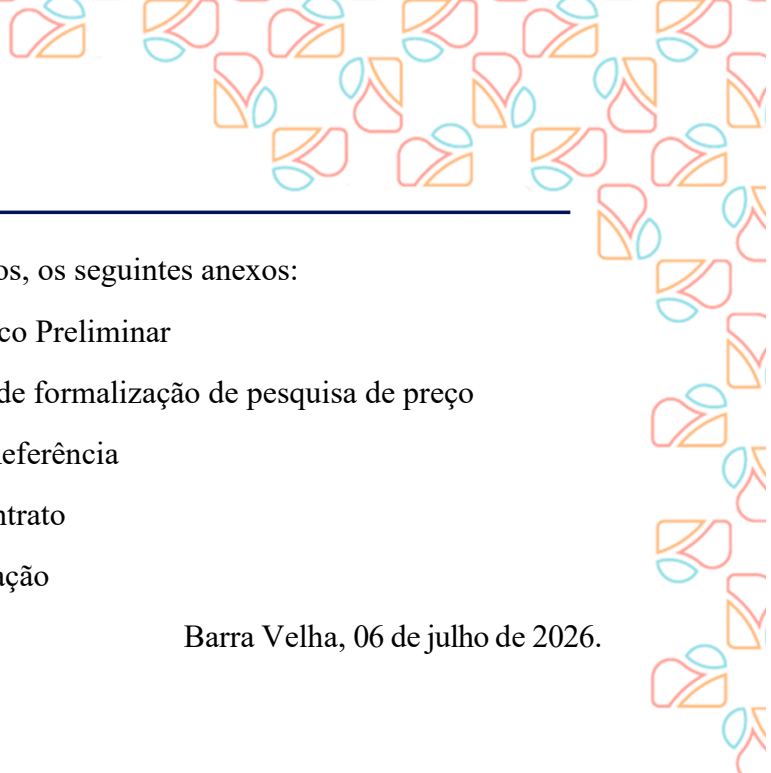 os, os seguintes anexos:
co Preliminar
de formalização de pesquisa de preço
eferência
ntrato
ação
Barra Velha, 06 de julho de 2026.